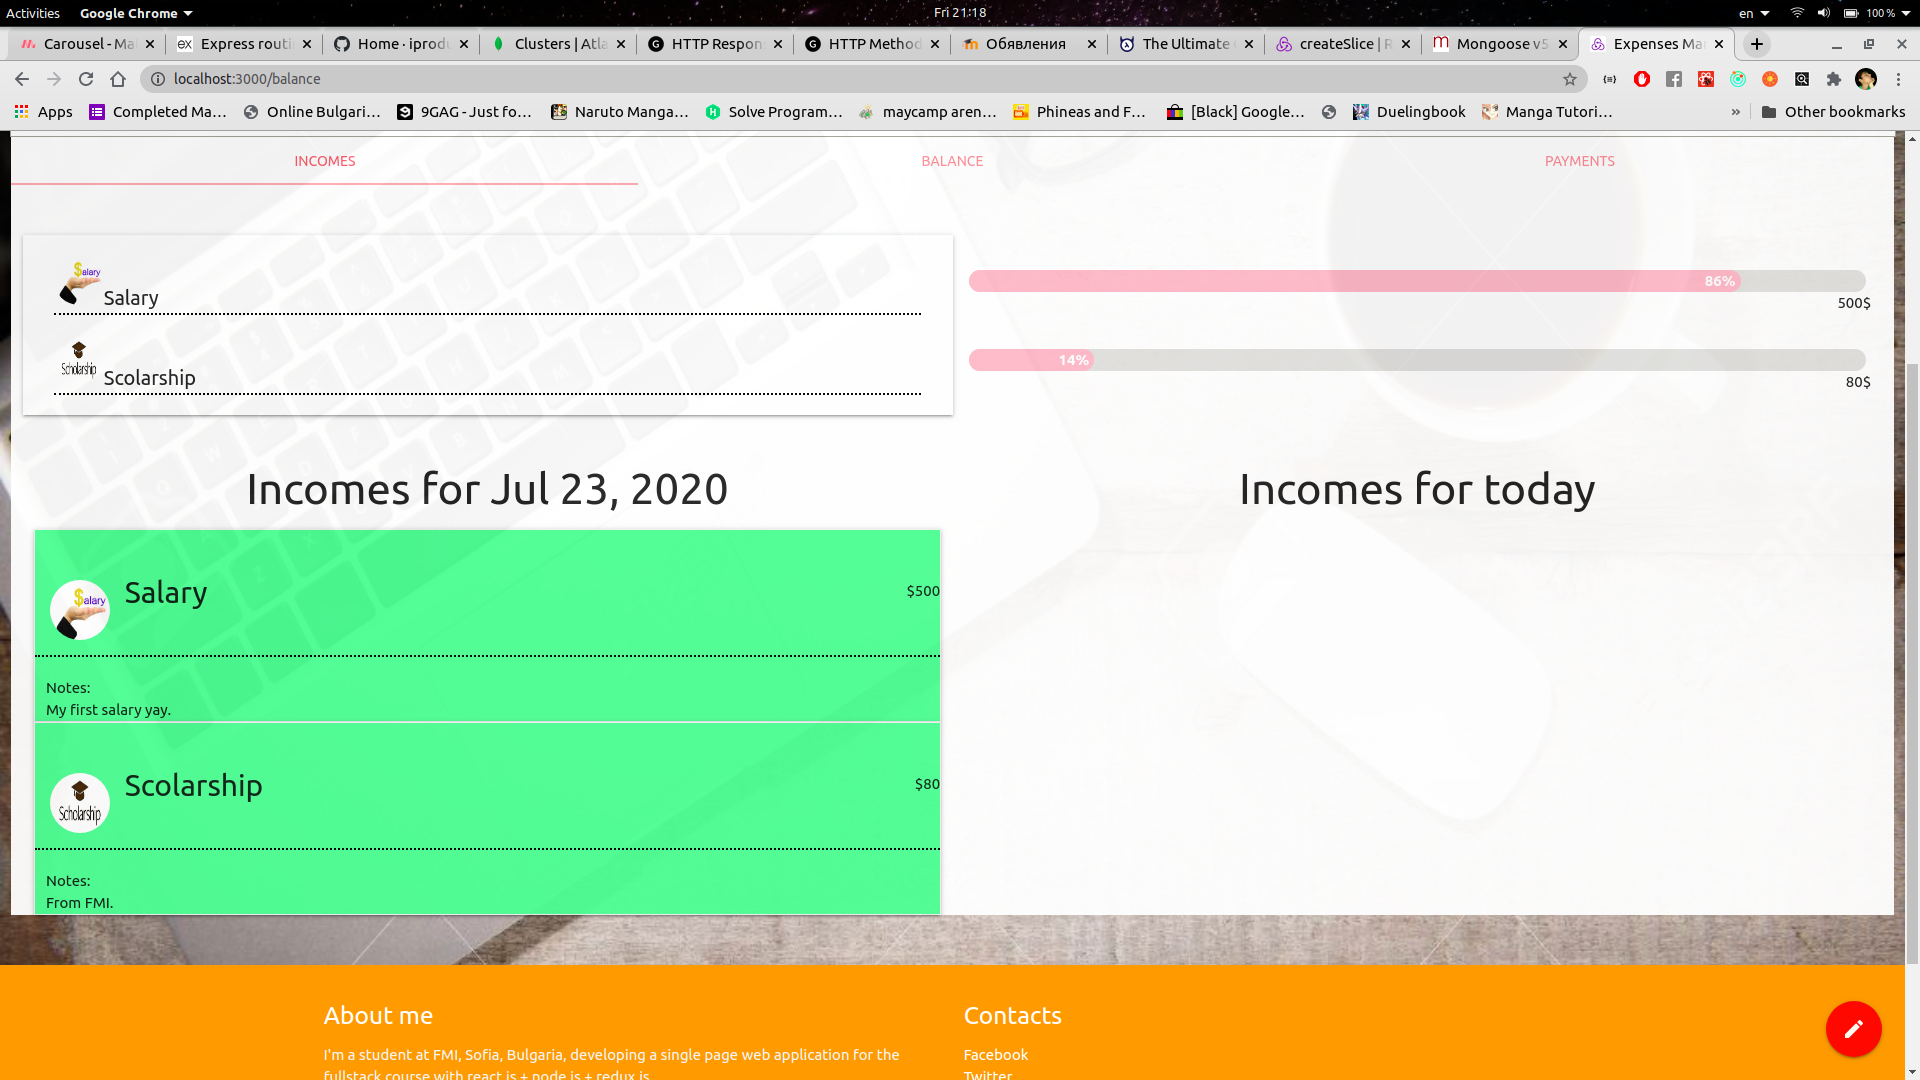 Activities Google Chrome Fri 21:18 en 100%
Carousel - Ma Express routi Home · iprodu Clusters | Atla HTTP Respon HTTP Method Обявления The Ultimate createSlice | R Mongoose v5 Expenses Ma
localhost:3000/balance
Apps Completed Ma… Online Bulgari… 9GAG - Just fo… Naruto Manga… Solve Program… maycamp aren… Phineas and F… [Black] Google… Duelingbook Manga Tutori… » Other bookmarks
INCOMES BALANCE PAYMENTS
$alary
Salary
86%
500$
Scholarship
Scolarship
14%
80$
Incomes for Jul 23, 2020
Incomes for today
$alary
Salary
$500
Notes:
My first salary yay.
Scholarship
Scolarship
$80
Notes:
From FMI.
About me
I'm a student at FMI, Sofia, Bulgaria, developing a single page web application for the
fullstack course with react.js + node.js + redux.js
Contacts
Facebook
Twitter